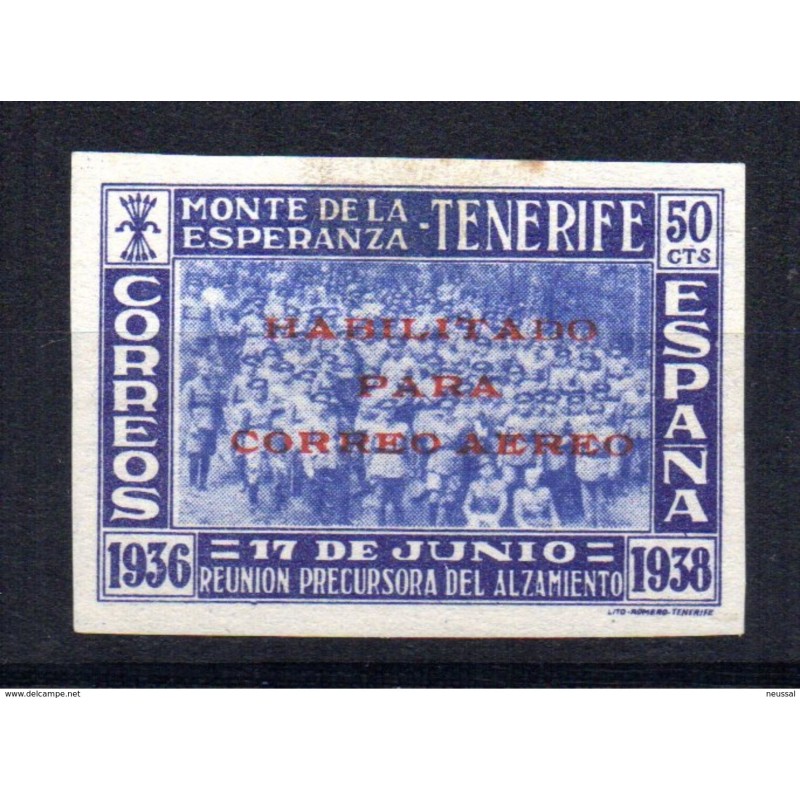 MONTE DE LA
ESPERANZA - TENERIFE
50
CTS
CORREOS
ESPAÑA
HABILITADO
PARA
CORREO AEREO
1936
= 17 DE JUNIO =
REUNION PRECURSORA DEL ALZAMIENTO
1938
LITO-ROMERO-TENERIFE
www.delcampe.net
neussal